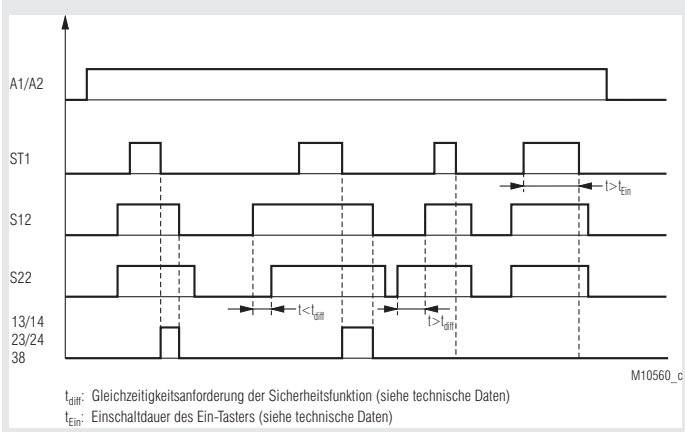 A1/A2
ST1
t>tEin
S12
S22
t<tdiff
t>tdiff
13/14
23/24
38
M10560_c
tdiff: Gleichzeitigkeitsanforderung der Sicherheitsfunktion (siehe technische Daten)
tEin: Einschaltdauer des Ein-Tasters (siehe technische Daten)